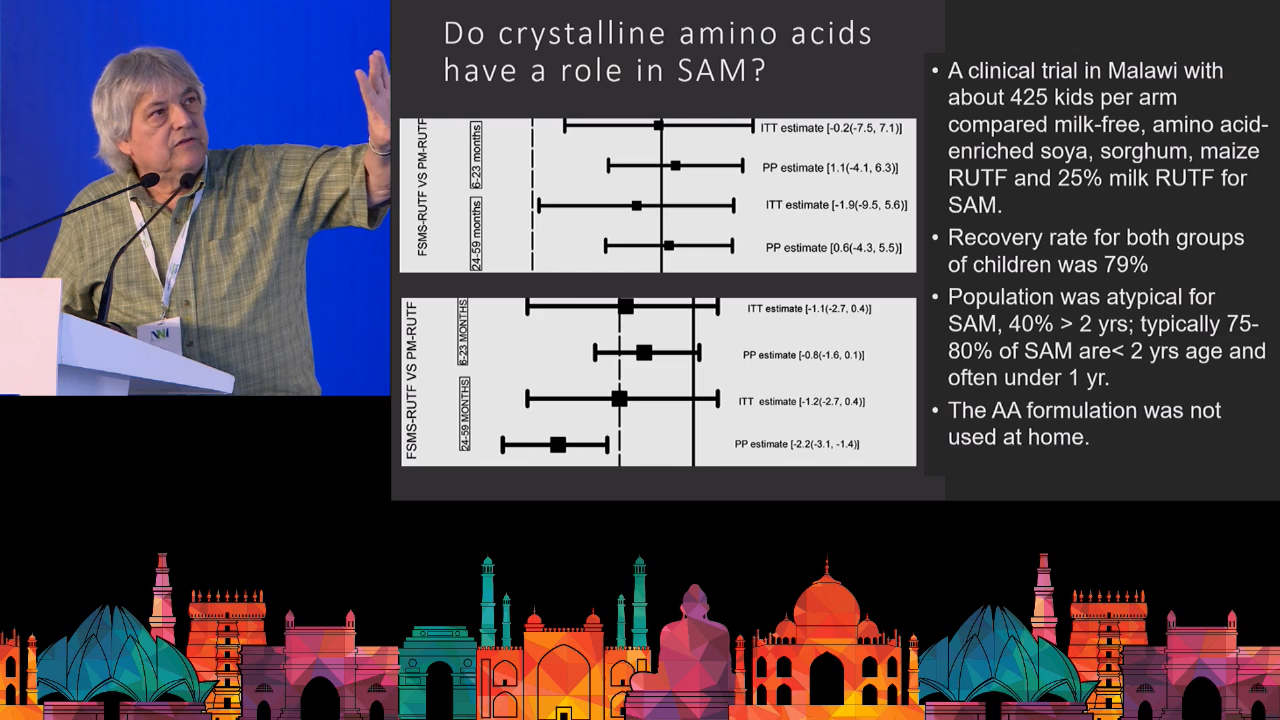 Do crystalline amino acids
have a role in SAM?
FSMS-RUTF VS PM-RUTF
6-23 months
24-59 months
ITT estimate [-0.2(-7.5, 7.1)]
PP estimate [1.1(-4.1, 6.3)]
ITT estimate [-1.9(-9.5, 5.6)]
PP estimate [0.6(-4.3, 5.5)]
FSMS-RUTF VS PM-RUTF
6-23 MONTHS
24-59 MONTHS
ITT estimate [-1.1(-2.7, 0.4)]
PP estimate [-0.8(-1.6, 0.1)]
ITT estimate [-1.2(-2.7, 0.4)]
PP estimate [-2.2(-3.1, -1.4)]
• A clinical trial in Malawi with
about 425 kids per arm
compared milk-free, amino acid-
enriched soya, sorghum, maize
RUTF and 25% milk RUTF for
SAM.
• Recovery rate for both groups
of children was 79%
• Population was atypical for
SAM, 40% > 2 yrs; typically 75-
80% of SAM are< 2 yrs age and
often under 1 yr.
• The AA formulation was not
used at home.